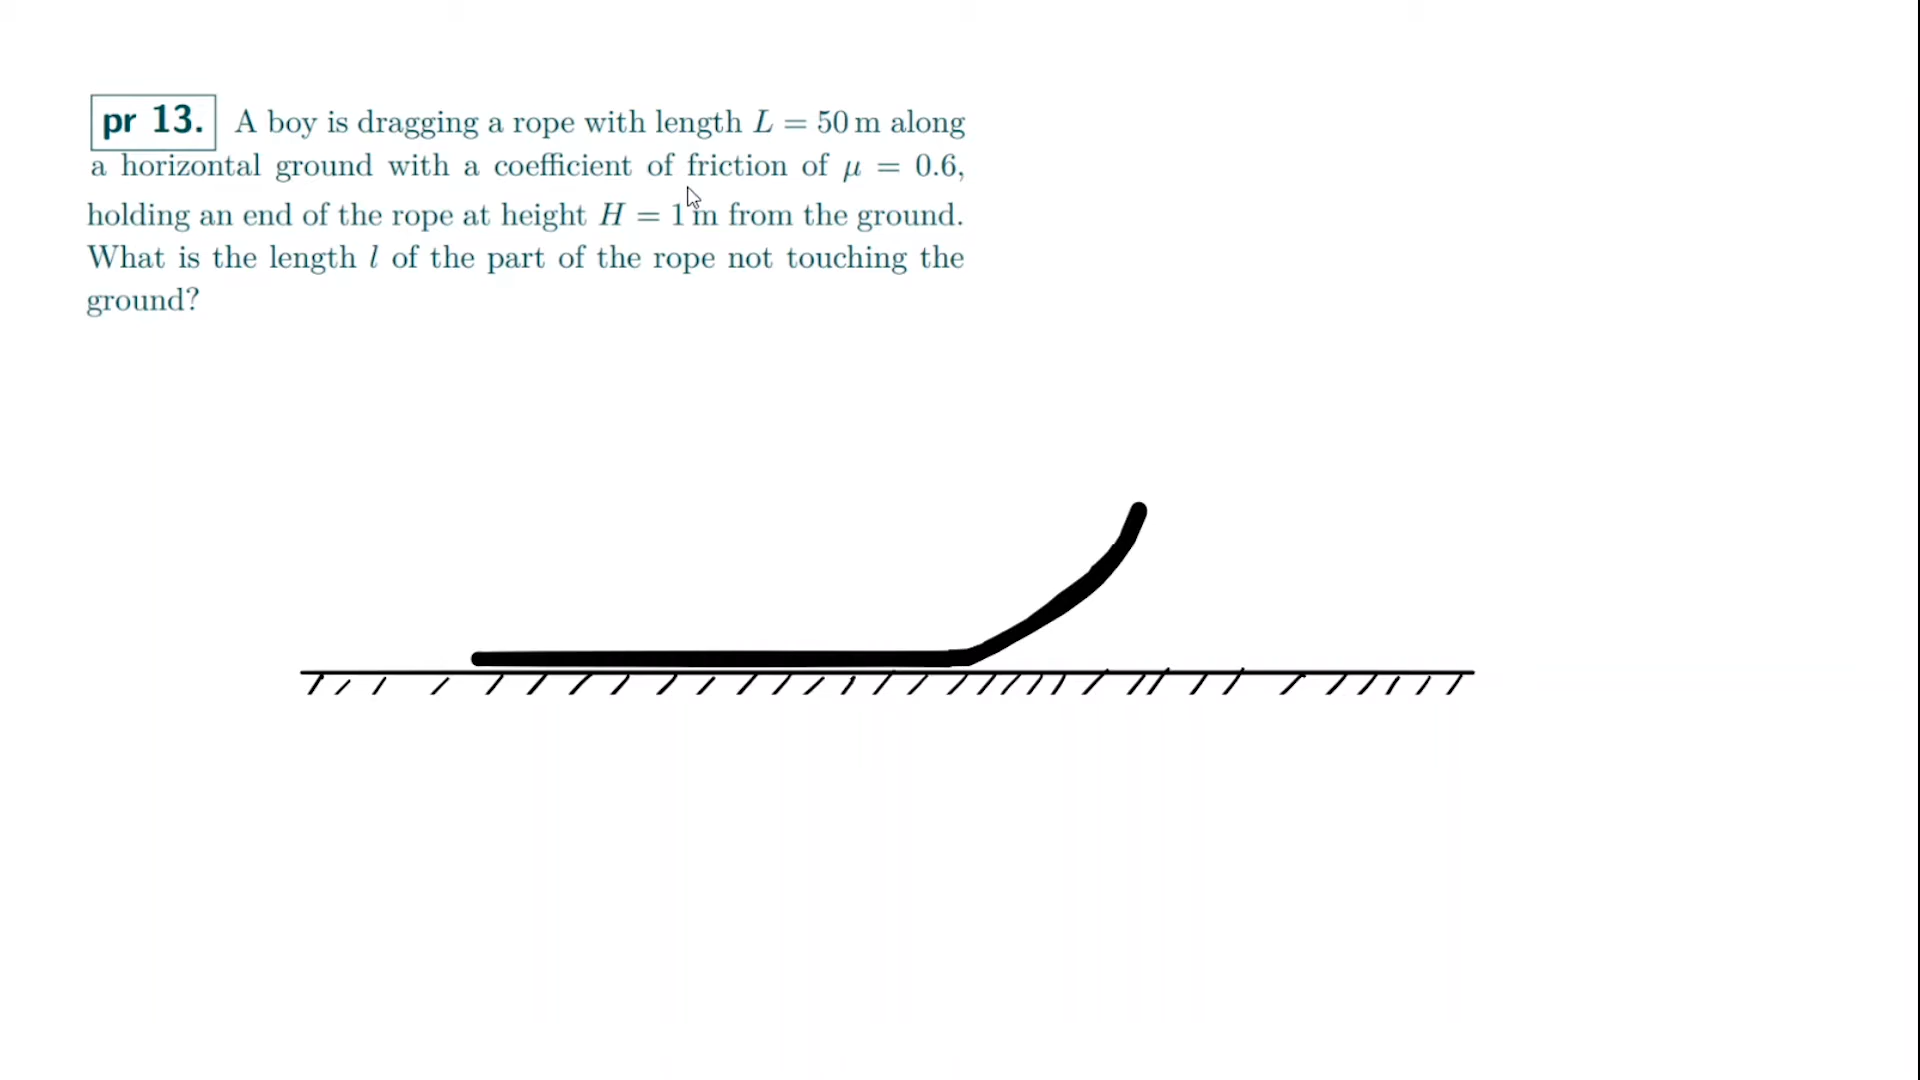 pr 13. A boy is dragging a rope with length L = 50 m along
a horizontal ground with a coefficient of friction of μ = 0.6,
holding an end of the rope at height H = 1 m from the ground.
What is the length l of the part of the rope not touching the
ground?